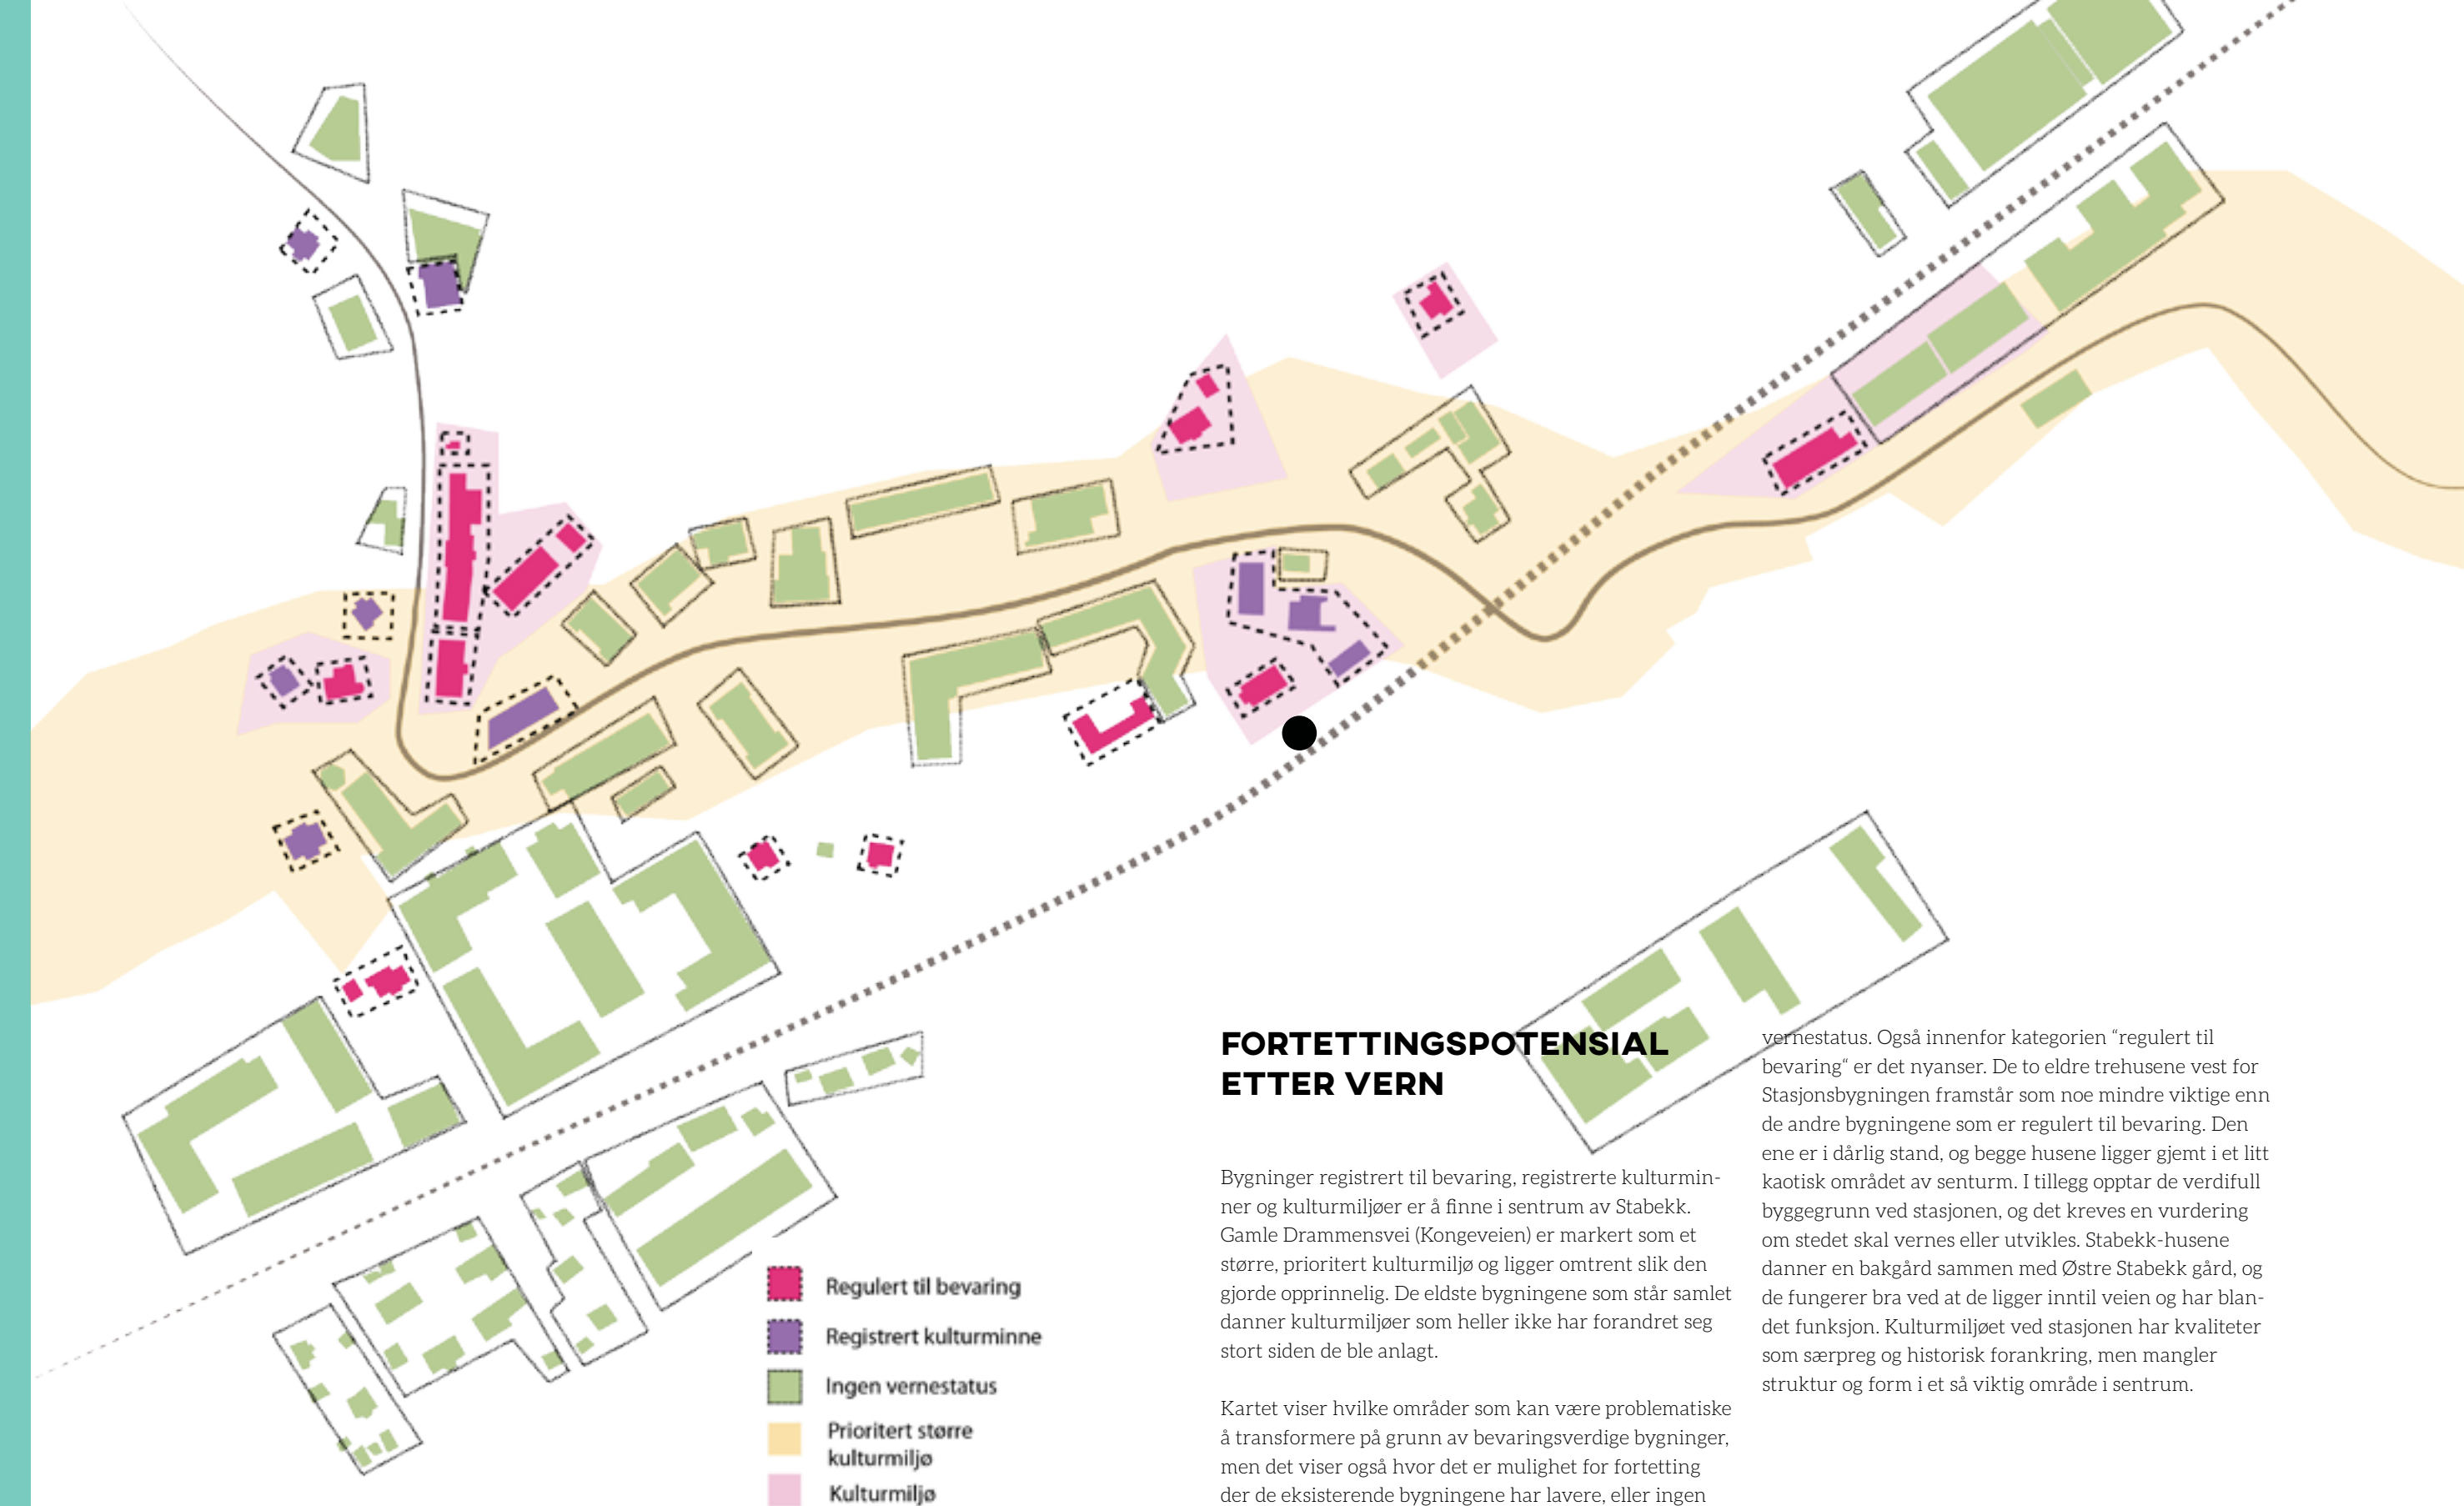 FORTETTINGSPOTENSIAL
ETTER VERN
Bygninger registrert til bevaring, registrerte kulturmin-
ner og kulturmiljøer er å finne i sentrum av Stabekk.
Gamle Drammensvei (Kongeveien) er markert som et
større, prioritert kulturmiljø og ligger omtrent slik den
gjorde opprinnelig. De eldste bygningene som står samlet
danner kulturmiljøer som heller ikke har forandret seg
stort siden de ble anlagt.
Kartet viser hvilke områder som kan være problematiske
å transformere på grunn av bevaringsverdige bygninger,
men det viser også hvor det er mulighet for fortetting
der de eksisterende bygningene har lavere, eller ingen
vernestatus. Også innenfor kategorien “regulert til
bevaring“ er det nyanser. De to eldre trehusene vest for
Stasjonsbygningen framstår som noe mindre viktige enn
de andre bygningene som er regulert til bevaring. Den
ene er i dårlig stand, og begge husene ligger gjemt i et litt
kaotisk området av senturm. I tillegg opptar de verdifull
byggegrunn ved stasjonen, og det kreves en vurdering
om stedet skal vernes eller utvikles. Stabekk-husene
danner en bakgård sammen med Østre Stabekk gård, og
de fungerer bra ved at de ligger inntil veien og har blan-
det funksjon. Kulturmiljøet ved stasjonen har kvaliteter
som særpreg og historisk forankring, men mangler
struktur og form i et så viktig område i sentrum.
Regulert til bevaring
Registrert kulturminne
Ingen vernestatus
Prioritert større
kulturmiljø
Kulturmiljø